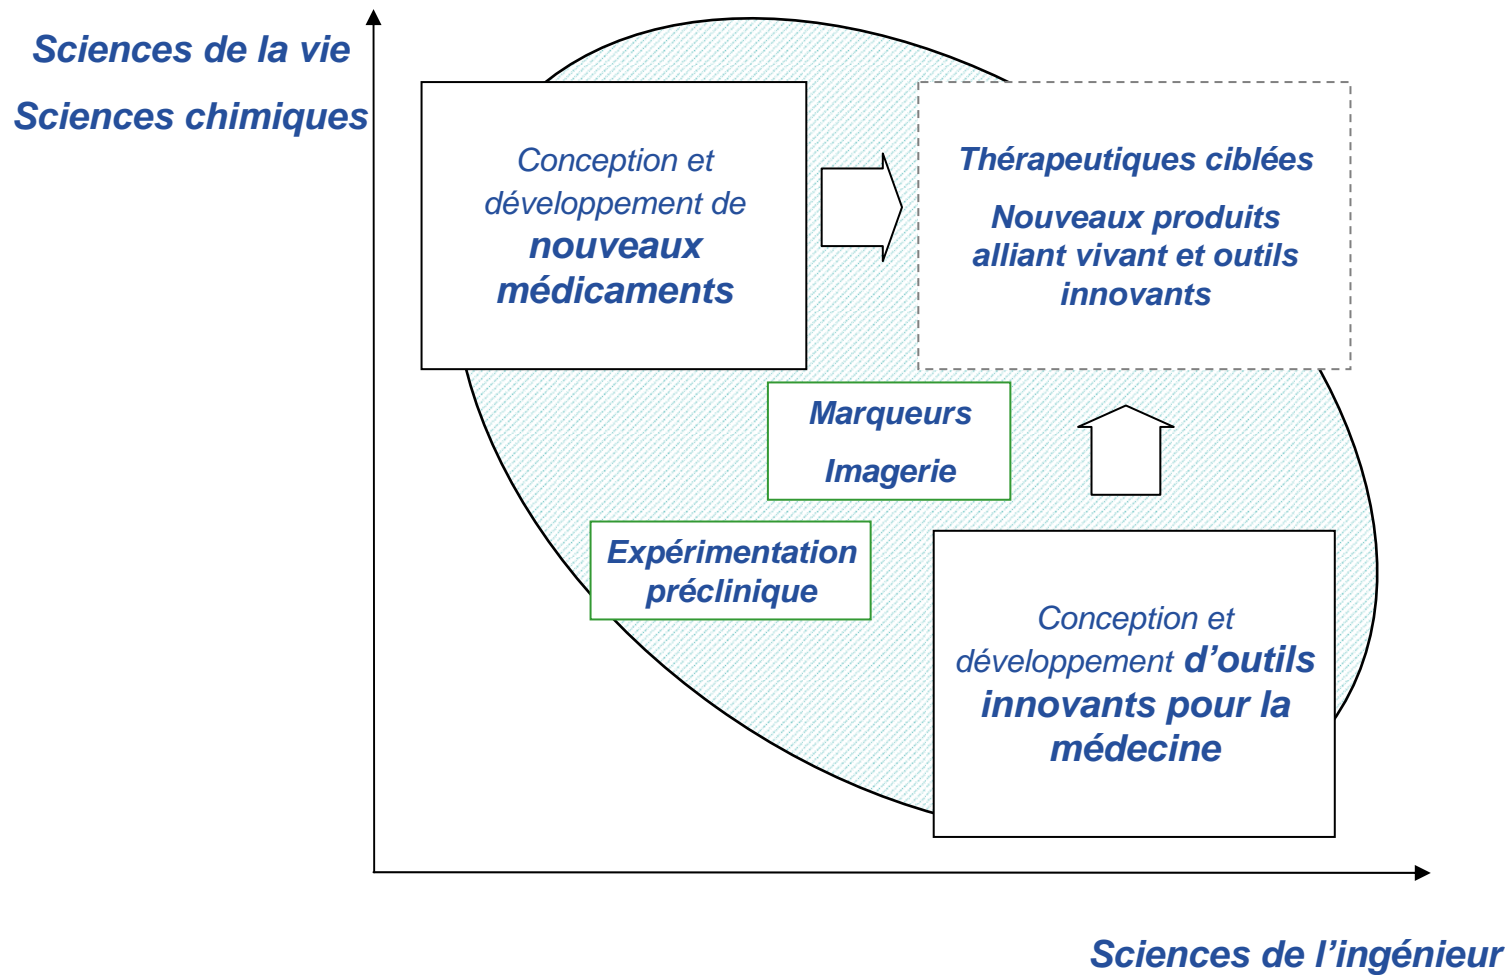 Sciences de la vie
Sciences chimiques
Conception et
développement de
nouveaux
médicaments
Thérapeutiques ciblées
Nouveaux produits
alliant vivant et outils
innovants
Marqueurs
Imagerie
Expérimentation
préclinique
Conception et
développement d’outils
innovants pour la
médecine
Sciences de l’ingénieur